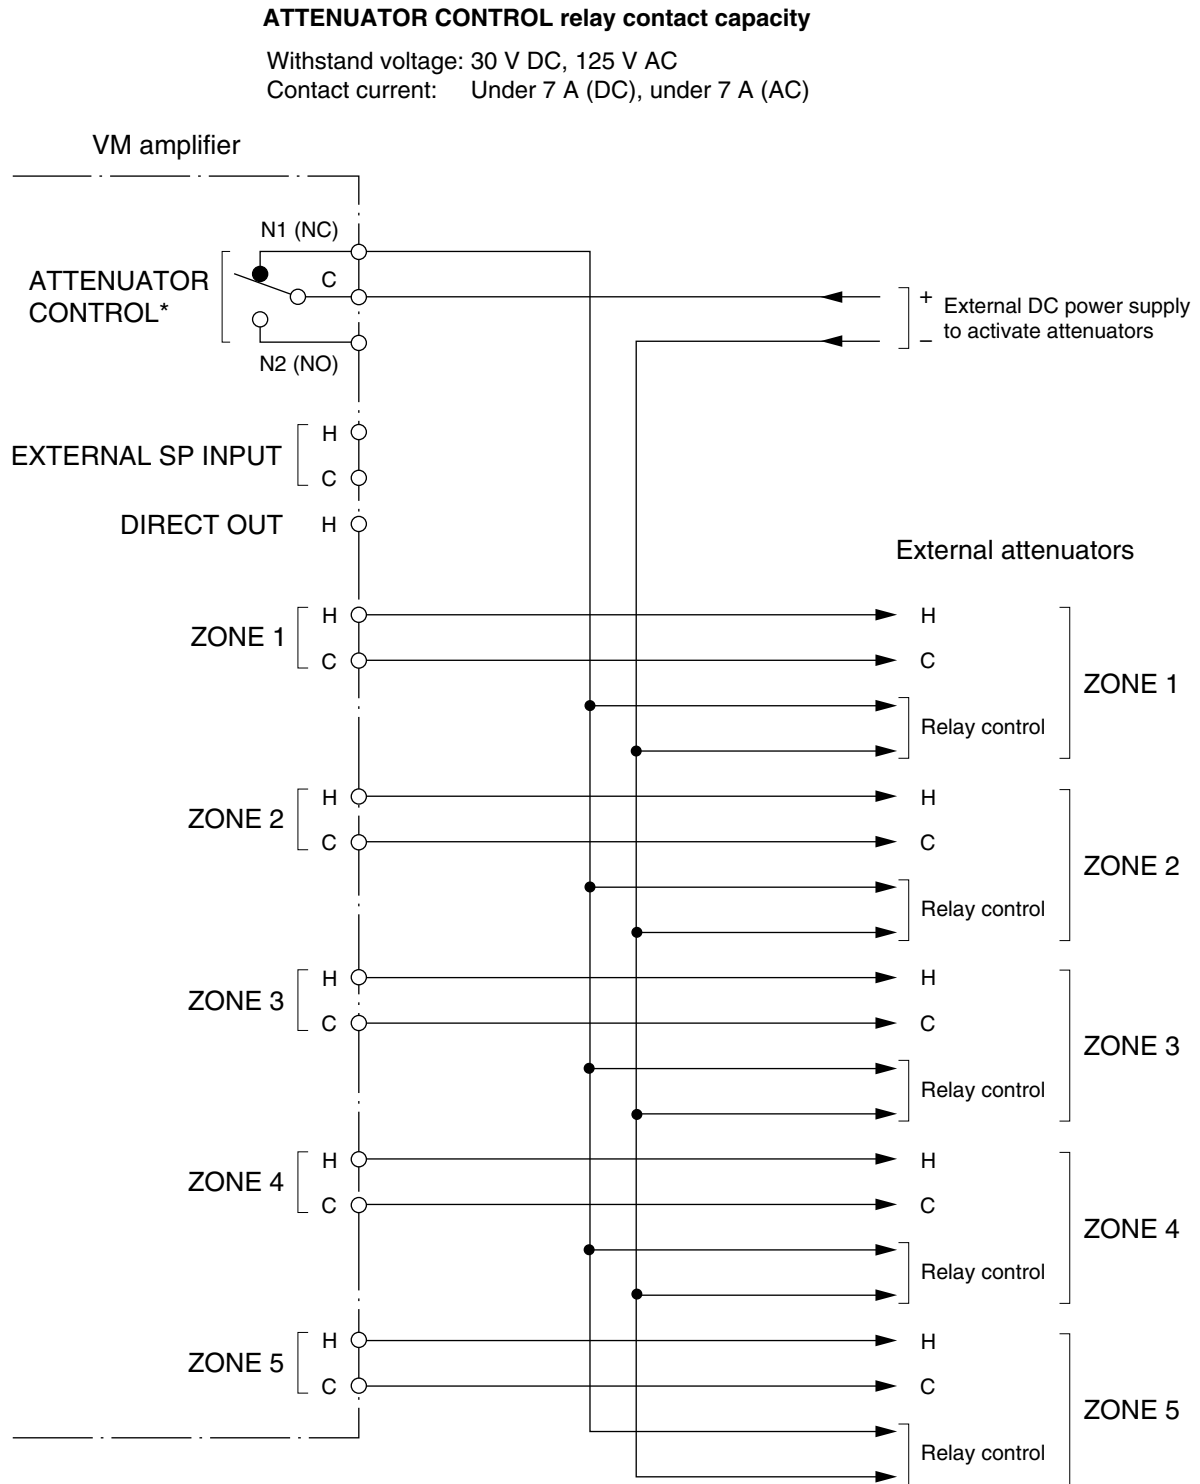 ATTENUATOR CONTROL relay contact capacity
Withstand voltage: 30 V DC, 125 V AC
Contact current: Under 7 A (DC), under 7 A (AC)
VM amplifier
N1 (NC)
ATTENUATOR
CONTROL*
C
N2 (NO)
+
External DC power supply
to activate attenuators
–
EXTERNAL SP INPUT
H
C
DIRECT OUT H
External attenuators
ZONE 1
H
C
H
C
Relay control
ZONE 1
ZONE 2
H
C
H
C
Relay control
ZONE 2
ZONE 3
H
C
H
C
Relay control
ZONE 3
ZONE 4
H
C
H
C
Relay control
ZONE 4
ZONE 5
H
C
H
C
Relay control
ZONE 5